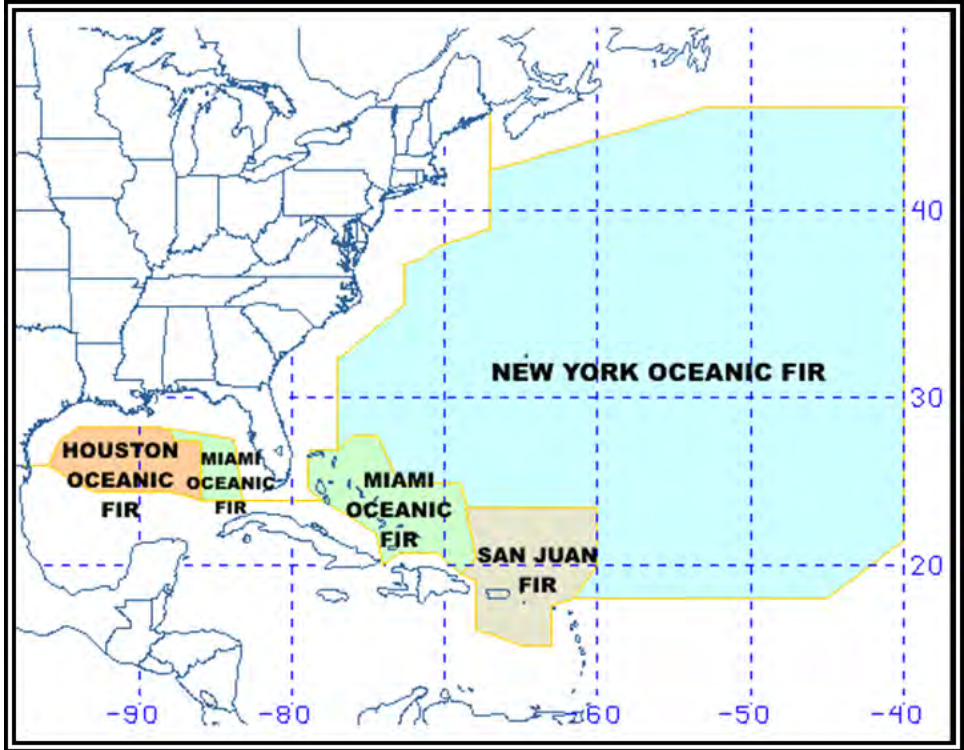 40
NEW YORK OCEANIC FIR
30
HOUSTON
OCEANIC
FIR
MIAMI
OCEANIC
FIR
MIAMI
OCEANIC
FIR
SAN JUAN
FIR
20
-90
-80
-60
-50
-40